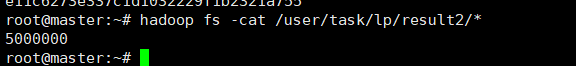 root@master:~# hadoop fs -cat /user/task/lp/result2/*
5000000
root@master:~#